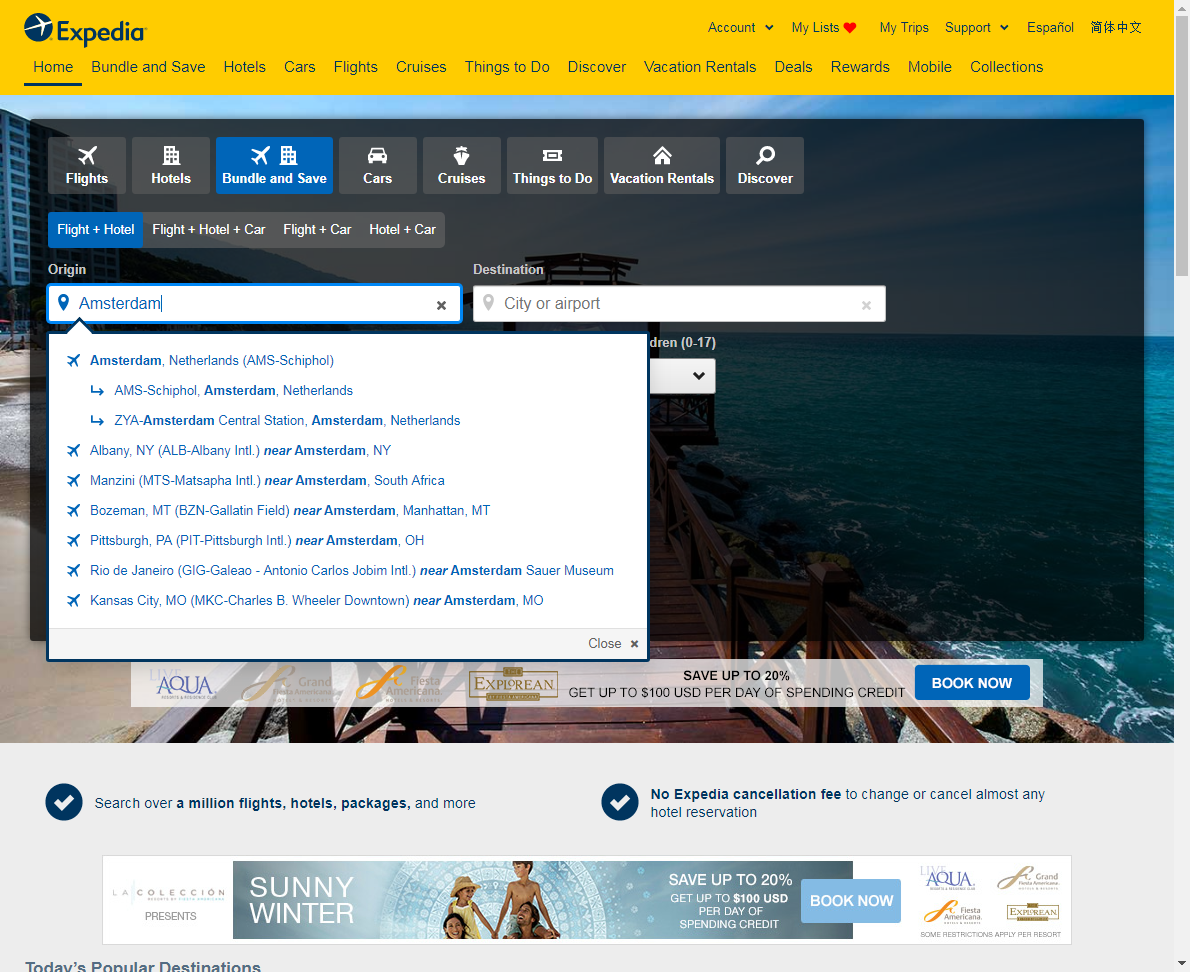 Expedia
Account
My Lists
My Trips
Support
Español
简体中文
Home
Bundle and Save
Hotels
Cars
Flights
Cruises
Things to Do
Discover
Vacation Rentals
Deals
Rewards
Mobile
Collections
Flights
Hotels
Bundle and Save
Cars
Cruises
Things to Do
Vacation Rentals
Discover
Flight + Hotel
Flight + Hotel + Car
Flight + Car
Hotel + Car
Origin
Destination
Amsterdam
City or airport
dren (0-17)
Amsterdam, Netherlands (AMS-Schiphol)
AMS-Schiphol, Amsterdam, Netherlands
ZYA-Amsterdam Central Station, Amsterdam, Netherlands
Albany, NY (ALB-Albany Intl.) near Amsterdam, NY
Manzini (MTS-Matsapha Intl.) near Amsterdam, South Africa
Bozeman, MT (BZN-Gallatin Field) near Amsterdam, Manhattan, MT
Pittsburgh, PA (PIT-Pittsburgh Intl.) near Amsterdam, OH
Rio de Janeiro (GIG-Galeao - Antonio Carlos Jobim Intl.) near Amsterdam Sauer Museum
Kansas City, MO (MKC-Charles B. Wheeler Downtown) near Amsterdam, MO
Close
LIVE AQUA
Grand
Fiesta Americana
Fiesta
Americana
THE EXPLOREAN
SAVE UP TO 20%
GET UP TO $100 USD PER DAY OF SPENDING CREDIT
BOOK NOW
Search over a million flights, hotels, packages, and more
No Expedia cancellation fee to change or cancel almost any
hotel reservation
LA COLECCIÓN
RESORTS BY FIESTA AMERICANA
PRESENTS
SUNNY
WINTER
SAVE UP TO 20%
GET UP TO $100 USD
PER DAY OF
SPENDING CREDIT
BOOK NOW
LIVE AQUA
Grand
Fiesta Americana
Fiesta
Americana
THE EXPLOREAN
SOME RESTRICTIONS APPLY PER RESORT
Today's Popular Destinations